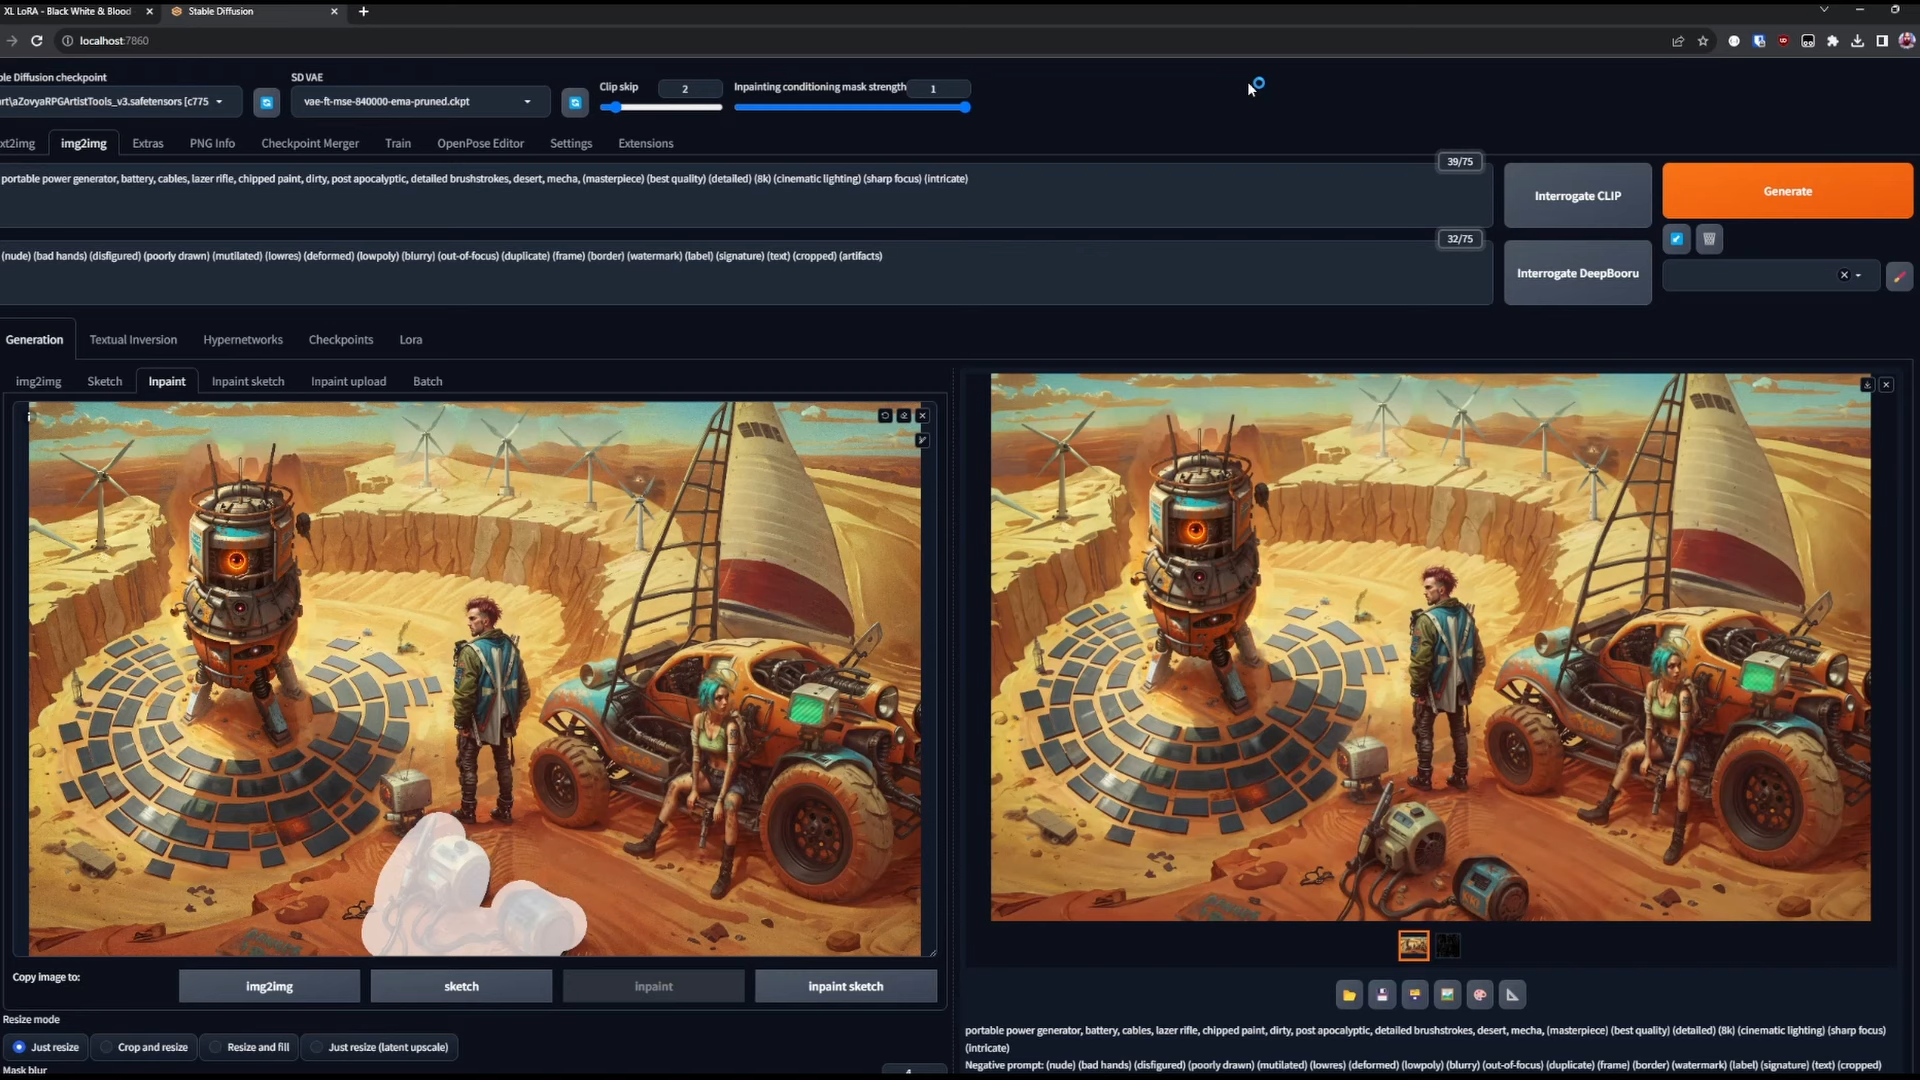 XL LoRA - Black White & Blood
Stable Diffusion
localhost:7860
ble Diffusion checkpoint
SD VAE
Clip skip
2
Inpainting conditioning mask strength
1
art\aZovyaRPGArtistTools_v3.safetensors [c775
vae-ft-mse-840000-ema-pruned.ckpt
xt2img
img2img
Extras
PNG Info
Checkpoint Merger
Train
OpenPose Editor
Settings
Extensions
39/75
portable power generator, battery, cables, lazer rifle, chipped paint, dirty, post apocalyptic, detailed brushstrokes, desert, mecha, (masterpiece) (best quality) (detailed) (8k) (cinematic lighting) (sharp focus) (intricate)
Interrogate CLIP
Generate
32/75
(nude) (bad hands) (disfigured) (poorly drawn) (mutilated) (lowres) (deformed) (lowpoly) (blurry) (out-of-focus) (duplicate) (frame) (border) (watermark) (label) (signature) (text) (cropped) (artifacts)
Interrogate DeepBooru
Generation
Textual Inversion
Hypernetworks
Checkpoints
Lora
img2img
Sketch
Inpaint
Inpaint sketch
Inpaint upload
Batch
Copy image to:
img2img
sketch
inpaint
inpaint sketch
Resize mode
Just resize
Crop and resize
Resize and fill
Just resize (latent upscale)
Mask blur
4
portable power generator, battery, cables, lazer rifle, chipped paint, dirty, post apocalyptic, detailed brushstrokes, desert, mecha, (masterpiece) (best quality) (detailed) (8k) (cinematic lighting) (sharp focus)
(intricate)
Negative prompt: (nude) (bad hands) (disfigured) (poorly drawn) (mutilated) (lowres) (deformed) (lowpoly) (blurry) (out-of-focus) (duplicate) (frame) (border) (watermark) (label) (signature) (text) (cropped)